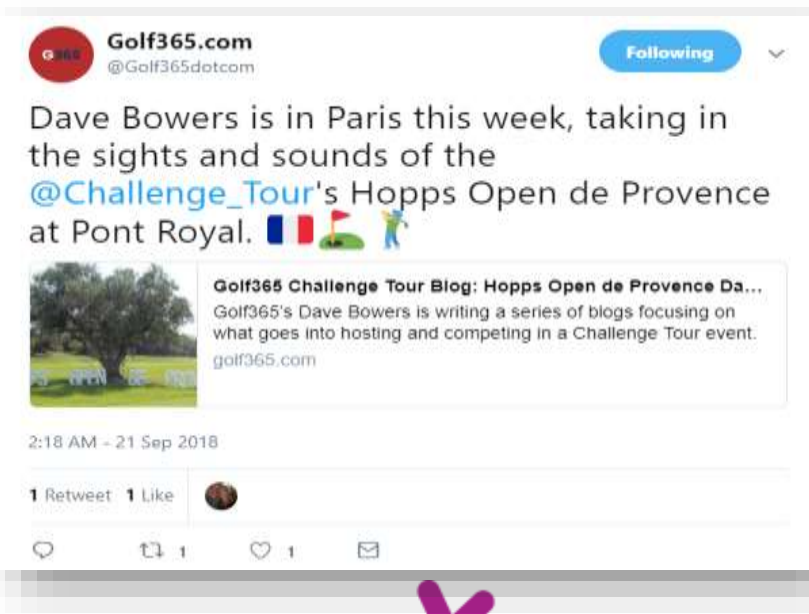 G365
Golf365.com
@Golf365dotcom
Following
Dave Bowers is in Paris this week, taking in
the sights and sounds of the
@Challenge_Tour's Hopps Open de Provence
at Pont Royal.
Golf365 Challenge Tour Blog: Hopps Open de Provence Da...
Golf365's Dave Bowers is writing a series of blogs focusing on
what goes into hosting and competing in a Challenge Tour event.
golf365.com
OPEN DE
2:18 AM - 21 Sep 2018
1 Retweet 1 Like
1 1